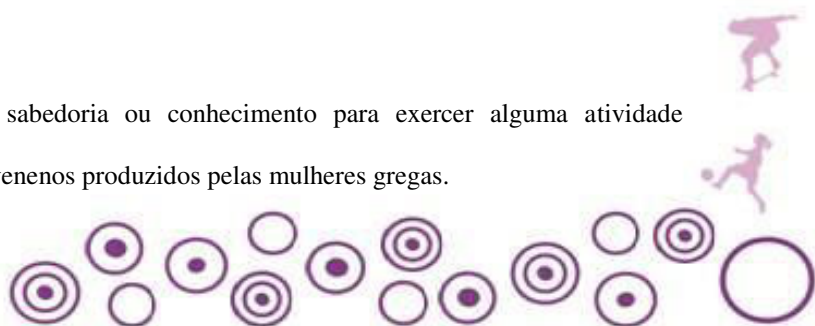 sabedoria ou conhecimento para exercer alguma atividade
venenos produzidos pelas mulheres gregas.